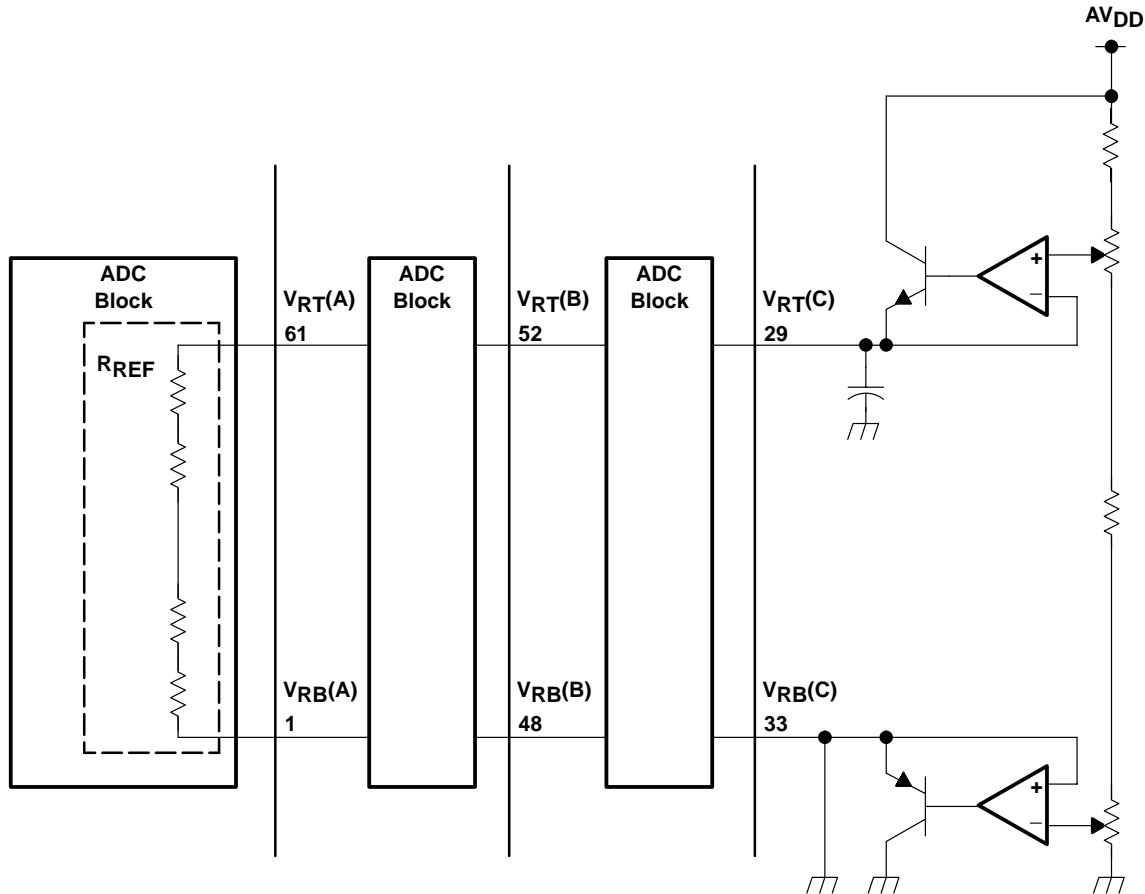 AVDD
ADC
Block
RREF
VRT(A)
61
ADC
Block
VRT(B)
52
ADC
Block
VRT(C)
29
+
−
VRB(A)
1
VRB(B)
48
VRB(C)
33
+
−